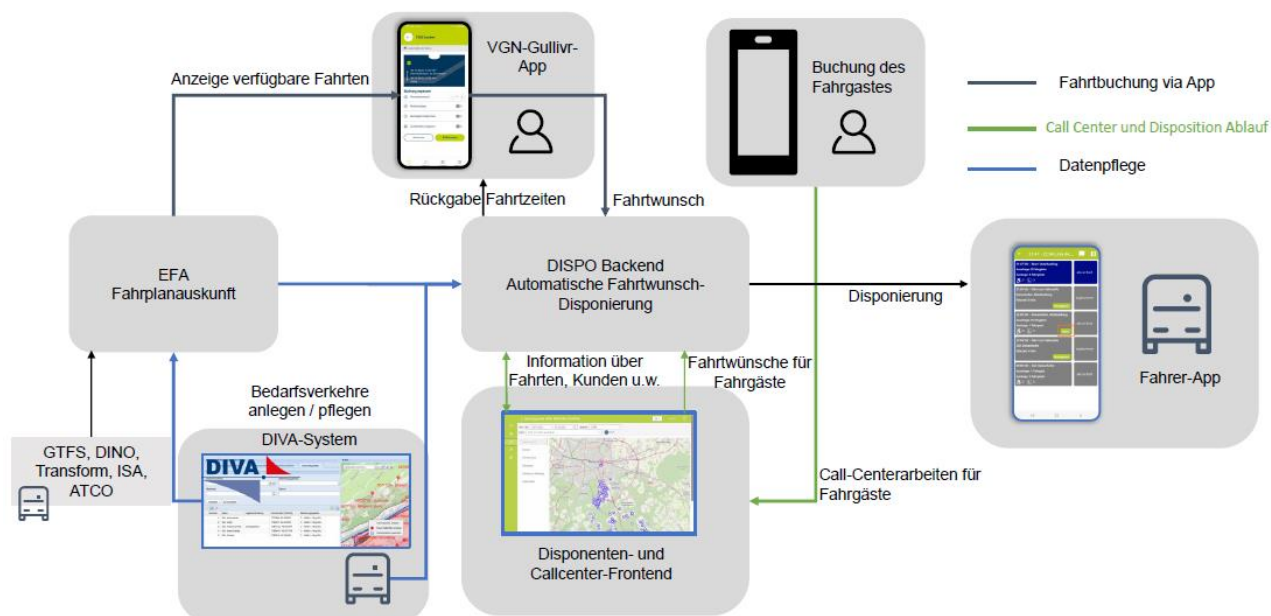 VGN-Gullivr-
App
Anzeige verfügbare Fahrten
Buchung des
Fahrgastes
Fahrtbuchung via App
Call Center und Disposition Ablauf
Datenpflege
Rückgabe Fahrtzeiten
Fahrtwunsch
EFA
Fahrplanauskunft
DISPO Backend
Automatische Fahrtwunsch-
Disponierung
Disponierung
Fahrer-App
Information über
Fahrten, Kunden u.w.
Fahrtwünsche für
Fahrgäste
Bedarfsverkehre
anlegen / pflegen
DIVA-System
DIVA
GTFS, DINO,
Transform, ISA,
ATCO
Call-Centerarbeiten für
Fahrgäste
Disponenten- und
Callcenter-Frontend